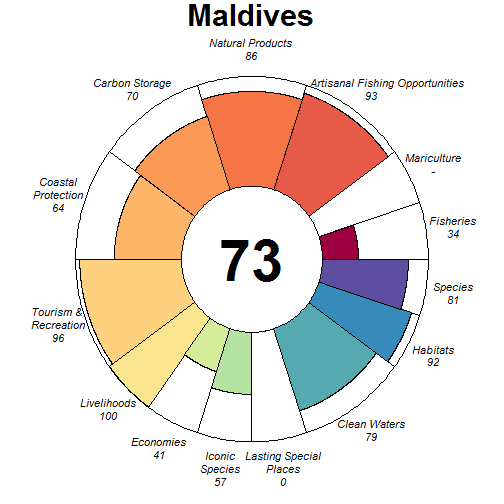 Maldives
Natural Products
86
Carbon Storage
70
Artisanal Fishing Opportunities
93
Mariculture
-
Coastal
Protection
64
Fisheries
34
73
Species
81
Tourism &
Recreation
96
Habitats
92
Livelihoods
100
Clean Waters
79
Economies
41
Iconic
Species
57
Lasting Special
Places
0